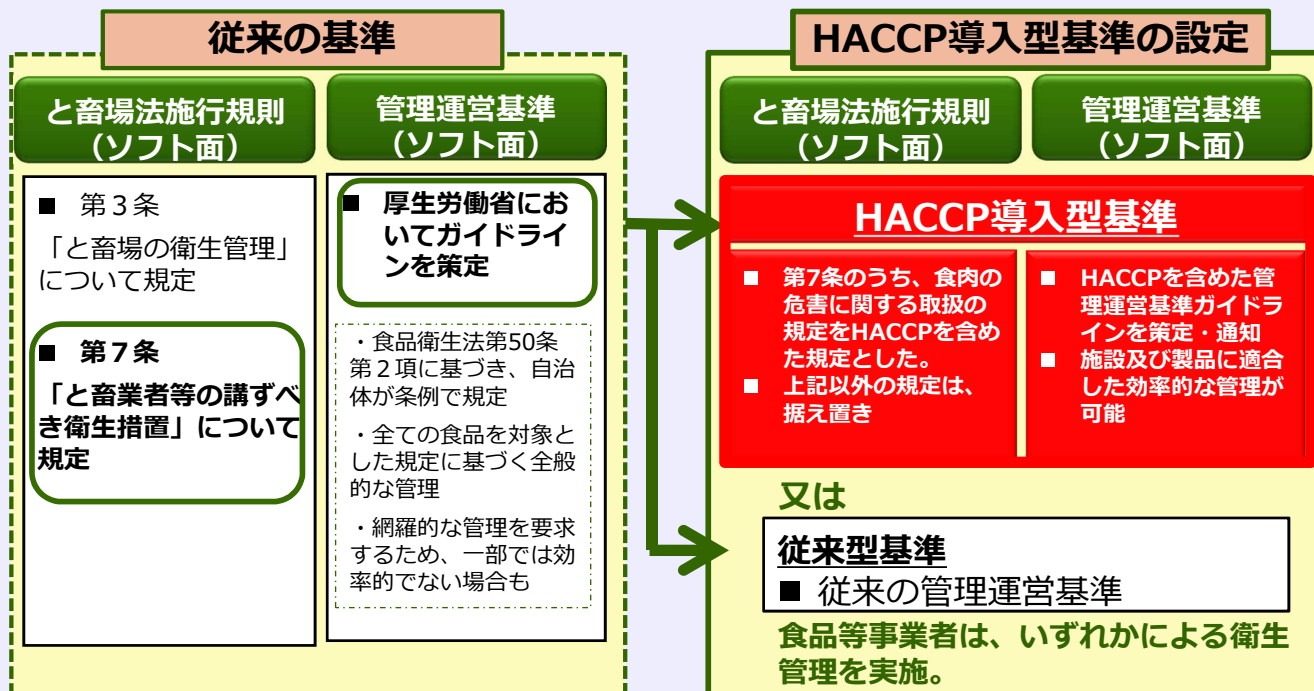 従来の基準
と畜場法施行規則
（ソフト面）
管理運営基準
（ソフト面）
■ 第３条
「と畜場の衛生管理」
について規定
■ 第７条
「と畜業者等の講ずべ
き衛生措置」について
規定
■ 厚生労働省にお
いてガイドライ
ンを策定
・食品衛生法第50条
第２項に基づき、自治
体が条例で規定
・全ての食品を対象と
した規定に基づく全般
的な管理
・網羅的な管理を要求
するため、一部では効
率的でない場合も
HACCP導入型基準の設定
と畜場法施行規則
（ソフト面）
管理運営基準
（ソフト面）
HACCP導入型基準
■ 第7条のうち、食肉の
危害に関する取扱の
規定をHACCPを含め
た規定とした。
■ 上記以外の規定は、
据え置き
■ HACCPを含めた管
理運営基準ガイドラ
インを策定・通知
■ 施設及び製品に適合
した効率的な管理が
可能
又は
従来型基準
■ 従来の管理運営基準
食品等事業者は、いずれかによる衛生
管理を実施。